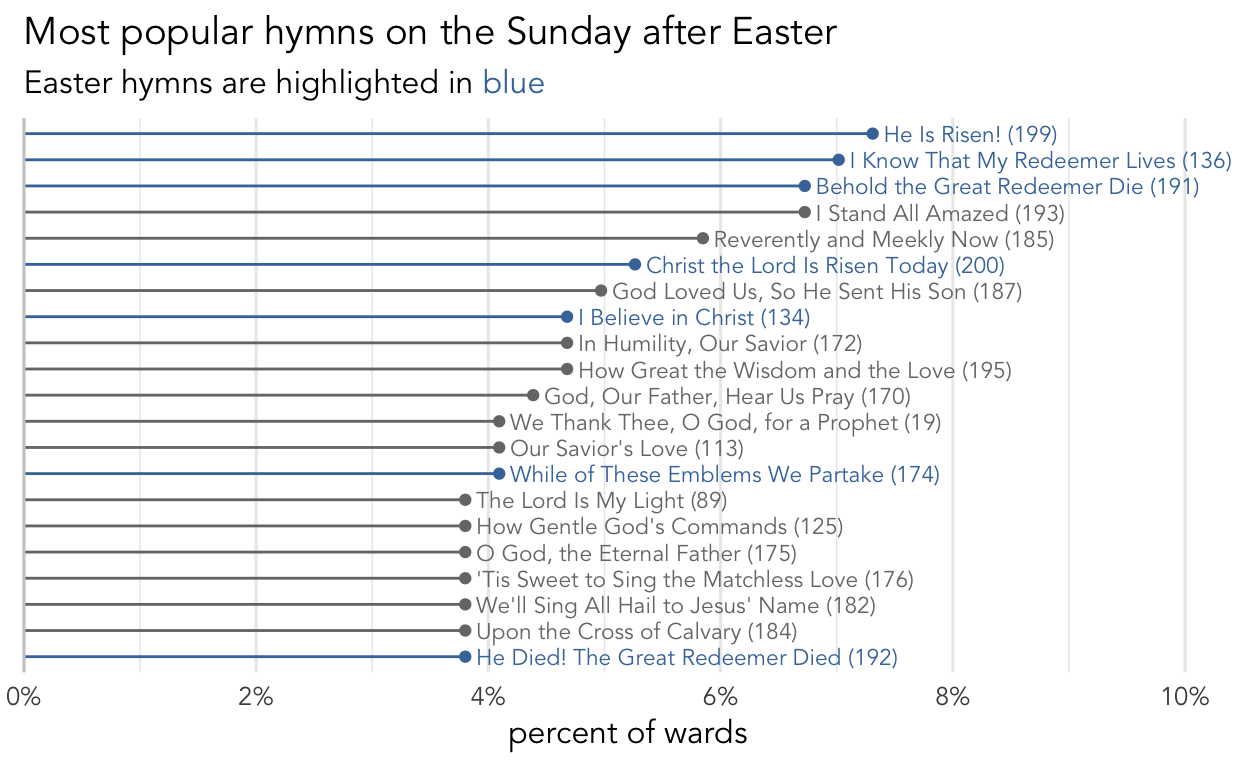 Most popular hymns on the Sunday after Easter
Easter hymns are highlighted in blue
He Is Risen! (199)
I Know That My Redeemer Lives (136)
Behold the Great Redeemer Die (191)
I Stand All Amazed (193)
Reverently and Meekly Now (185)
Christ the Lord Is Risen Today (200)
God Loved Us, So He Sent His Son (187)
I Believe in Christ (134)
In Humility, Our Savior (172)
How Great the Wisdom and the Love (195)
God, Our Father, Hear Us Pray (170)
We Thank Thee, O God, for a Prophet (19)
Our Savior's Love (113)
While of These Emblems We Partake (174)
The Lord Is My Light (89)
How Gentle God's Commands (125)
O God, the Eternal Father (175)
'Tis Sweet to Sing the Matchless Love (176)
We'll Sing All Hail to Jesus' Name (182)
Upon the Cross of Calvary (184)
He Died! The Great Redeemer Died (192)
0% 2% 4% 6% 8% 10%
percent of wards